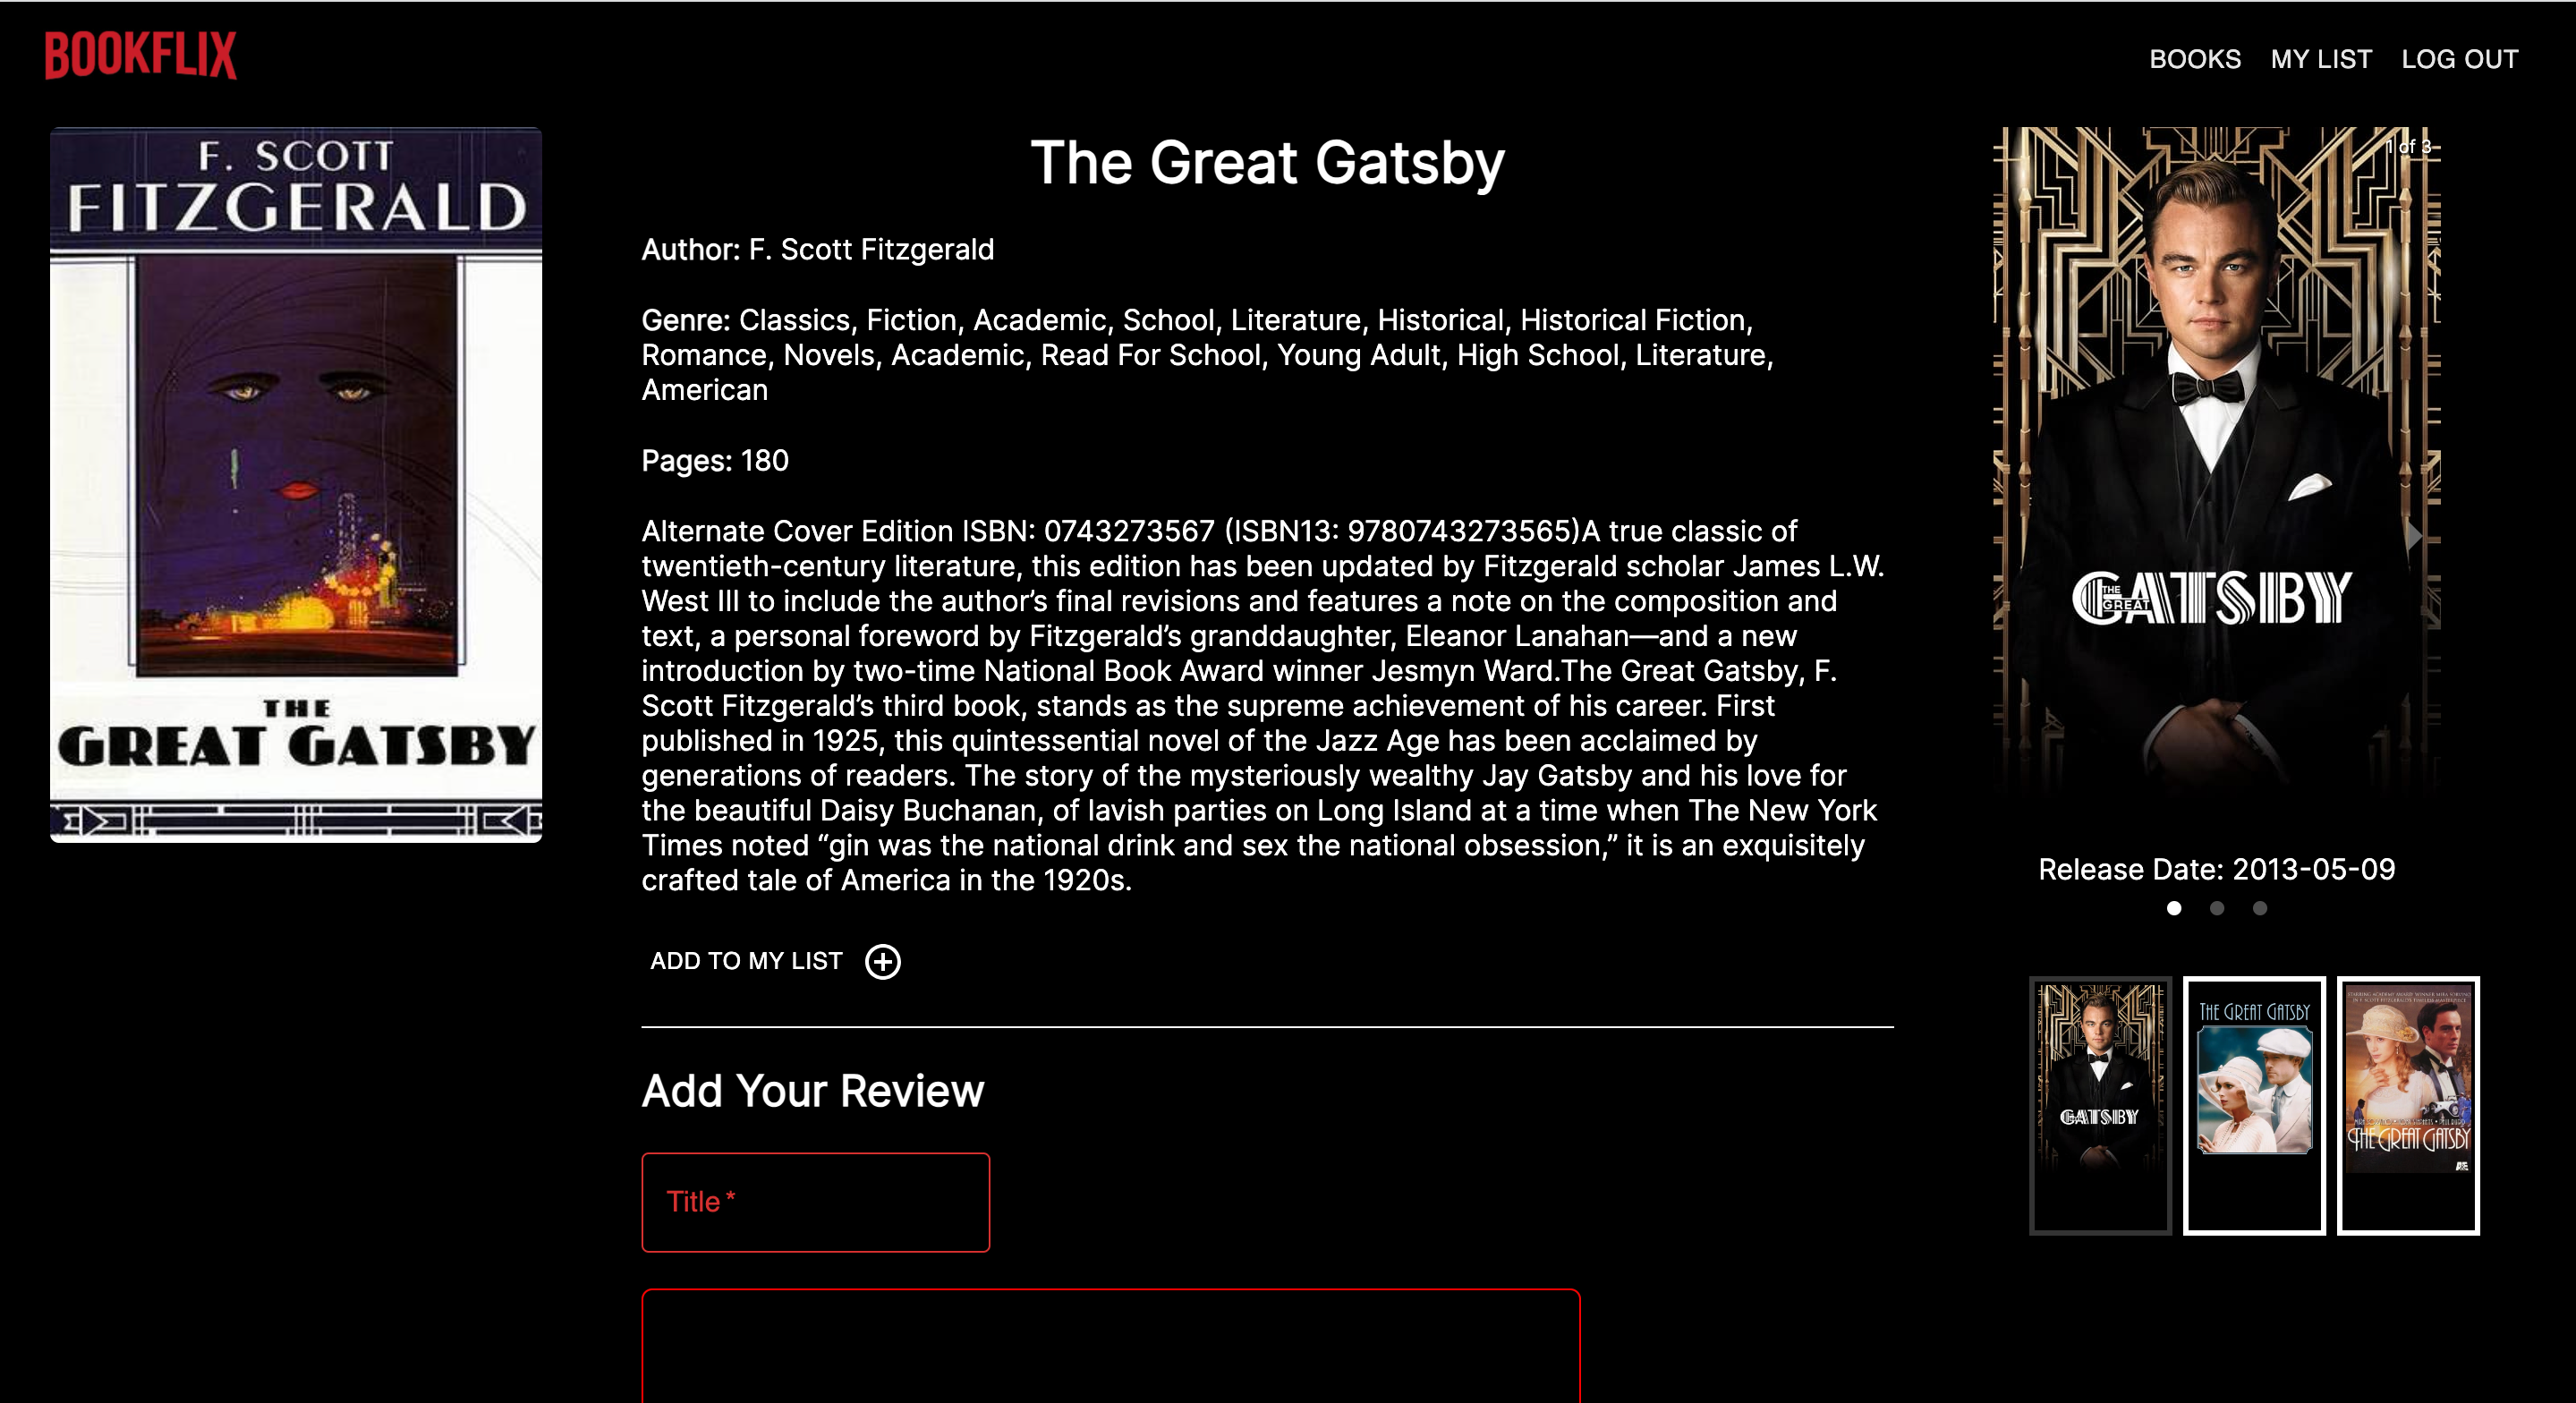 BOOKFLIX
BOOKS MY LIST LOG OUT
F. SCOTT
FITZGERALD
THE
GREAT GATSBY
The Great Gatsby
Author: F. Scott Fitzgerald
Genre: Classics, Fiction, Academic, School, Literature, Historical, Historical Fiction,
Romance, Novels, Academic, Read For School, Young Adult, High School, Literature,
American
Pages: 180
Alternate Cover Edition ISBN: 0743273567 (ISBN13: 9780743273565)A true classic of
twentieth-century literature, this edition has been updated by Fitzgerald scholar James L.W.
West III to include the author’s final revisions and features a note on the composition and
text, a personal foreword by Fitzgerald’s granddaughter, Eleanor Lanahan—and a new
introduction by two-time National Book Award winner Jesmyn Ward.The Great Gatsby, F.
Scott Fitzgerald’s third book, stands as the supreme achievement of his career. First
published in 1925, this quintessential novel of the Jazz Age has been acclaimed by
generations of readers. The story of the mysteriously wealthy Jay Gatsby and his love for
the beautiful Daisy Buchanan, of lavish parties on Long Island at a time when The New York
Times noted “gin was the national drink and sex the national obsession,” it is an exquisitely
crafted tale of America in the 1920s.
ADD TO MY LIST
Add Your Review
Title *
1 of 3
THE GREAT GATSBY
Release Date: 2013-05-09
GATSBY
THE GREAT GATSBY
THE GREAT GATSBY